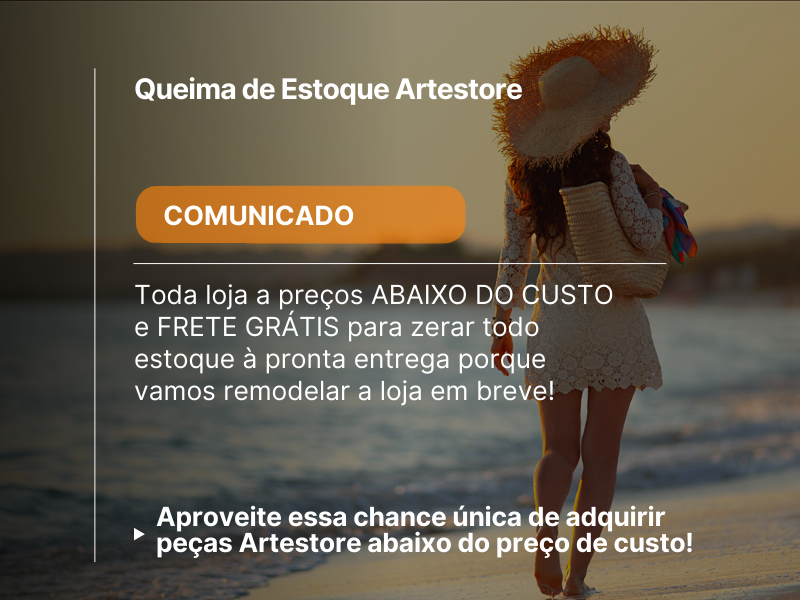 Queima de Estoque Artestore
COMUNICADO
Toda loja a preços ABAIXO DO CUSTO
e FRETE GRÁTIS para zerar todo
estoque à pronta entrega porque
vamos remodelar a loja em breve!
Aproveite essa chance única de adquirir
peças Artestore abaixo do preço de custo!